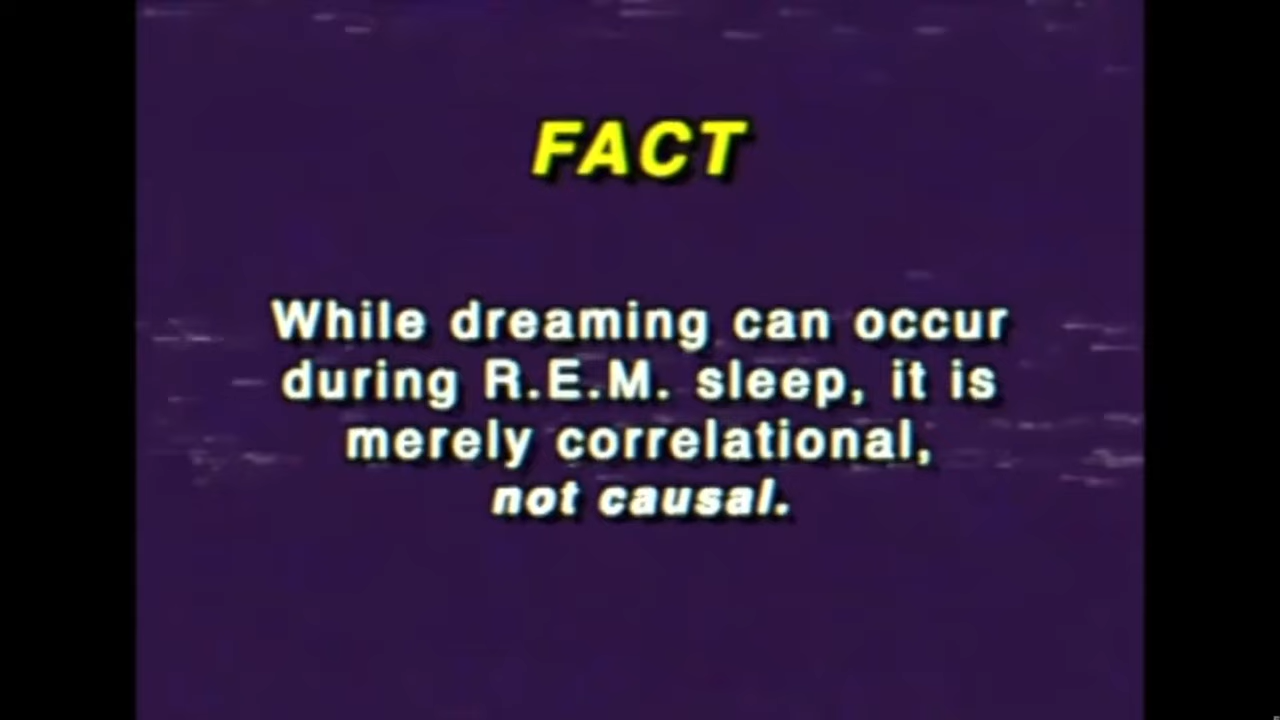 FACT
While dreaming can occur
during R.E.M. sleep, it is
merely correlational,
not causal.